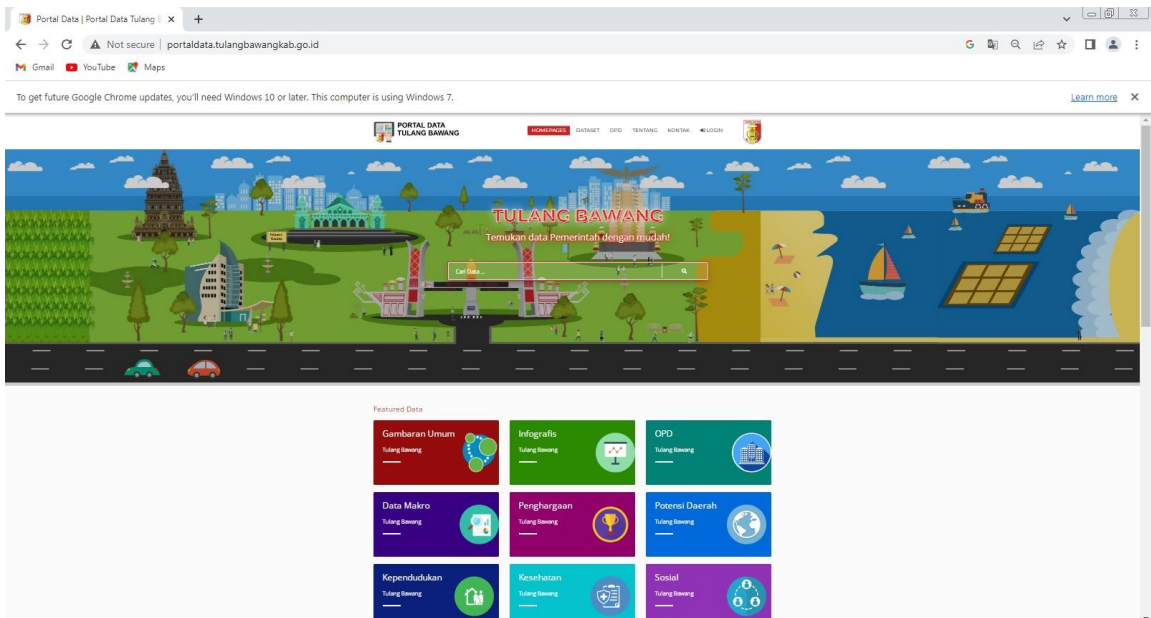 Portal Data | Portal Data Tulang B
Not secure | portaldata.tulangbawangkab.go.id
Gmail YouTube Maps
To get future Google Chrome updates, you'll need Windows 10 or later. This computer is using Windows 7. Learn more
PORTAL DATA
TULANG BAWANG
HOMEPAGES DATASET OPD TENTANG KONTAK LOGIN
TULANG BAWANG
Temukan data Pemerintah dengan mudah!
Cari Data ...
Featured Data
Gambaran Umum
Tulang Bawang
Infografis
Tulang Bawang
OPD
Tulang Bawang
Data Makro
Tulang Bawang
Penghargaan
Tulang Bawang
Potensi Daerah
Tulang Bawang
Kependudukan
Tulang Bawang
Kesehatan
Tulang Bawang
Sosial
Tulang Bawang